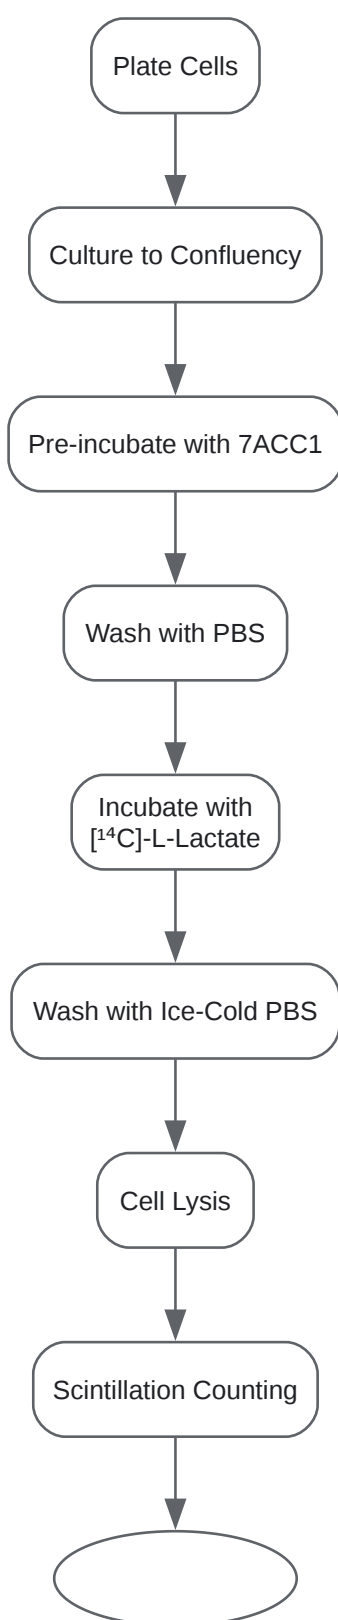 Plate Cells
Culture to Confluency
Pre-incubate with 7ACC1
Wash with PBS
Incubate with
[¹⁴C]-L-Lactate
Wash with Ice-Cold PBS
Cell Lysis
Scintillation Counting